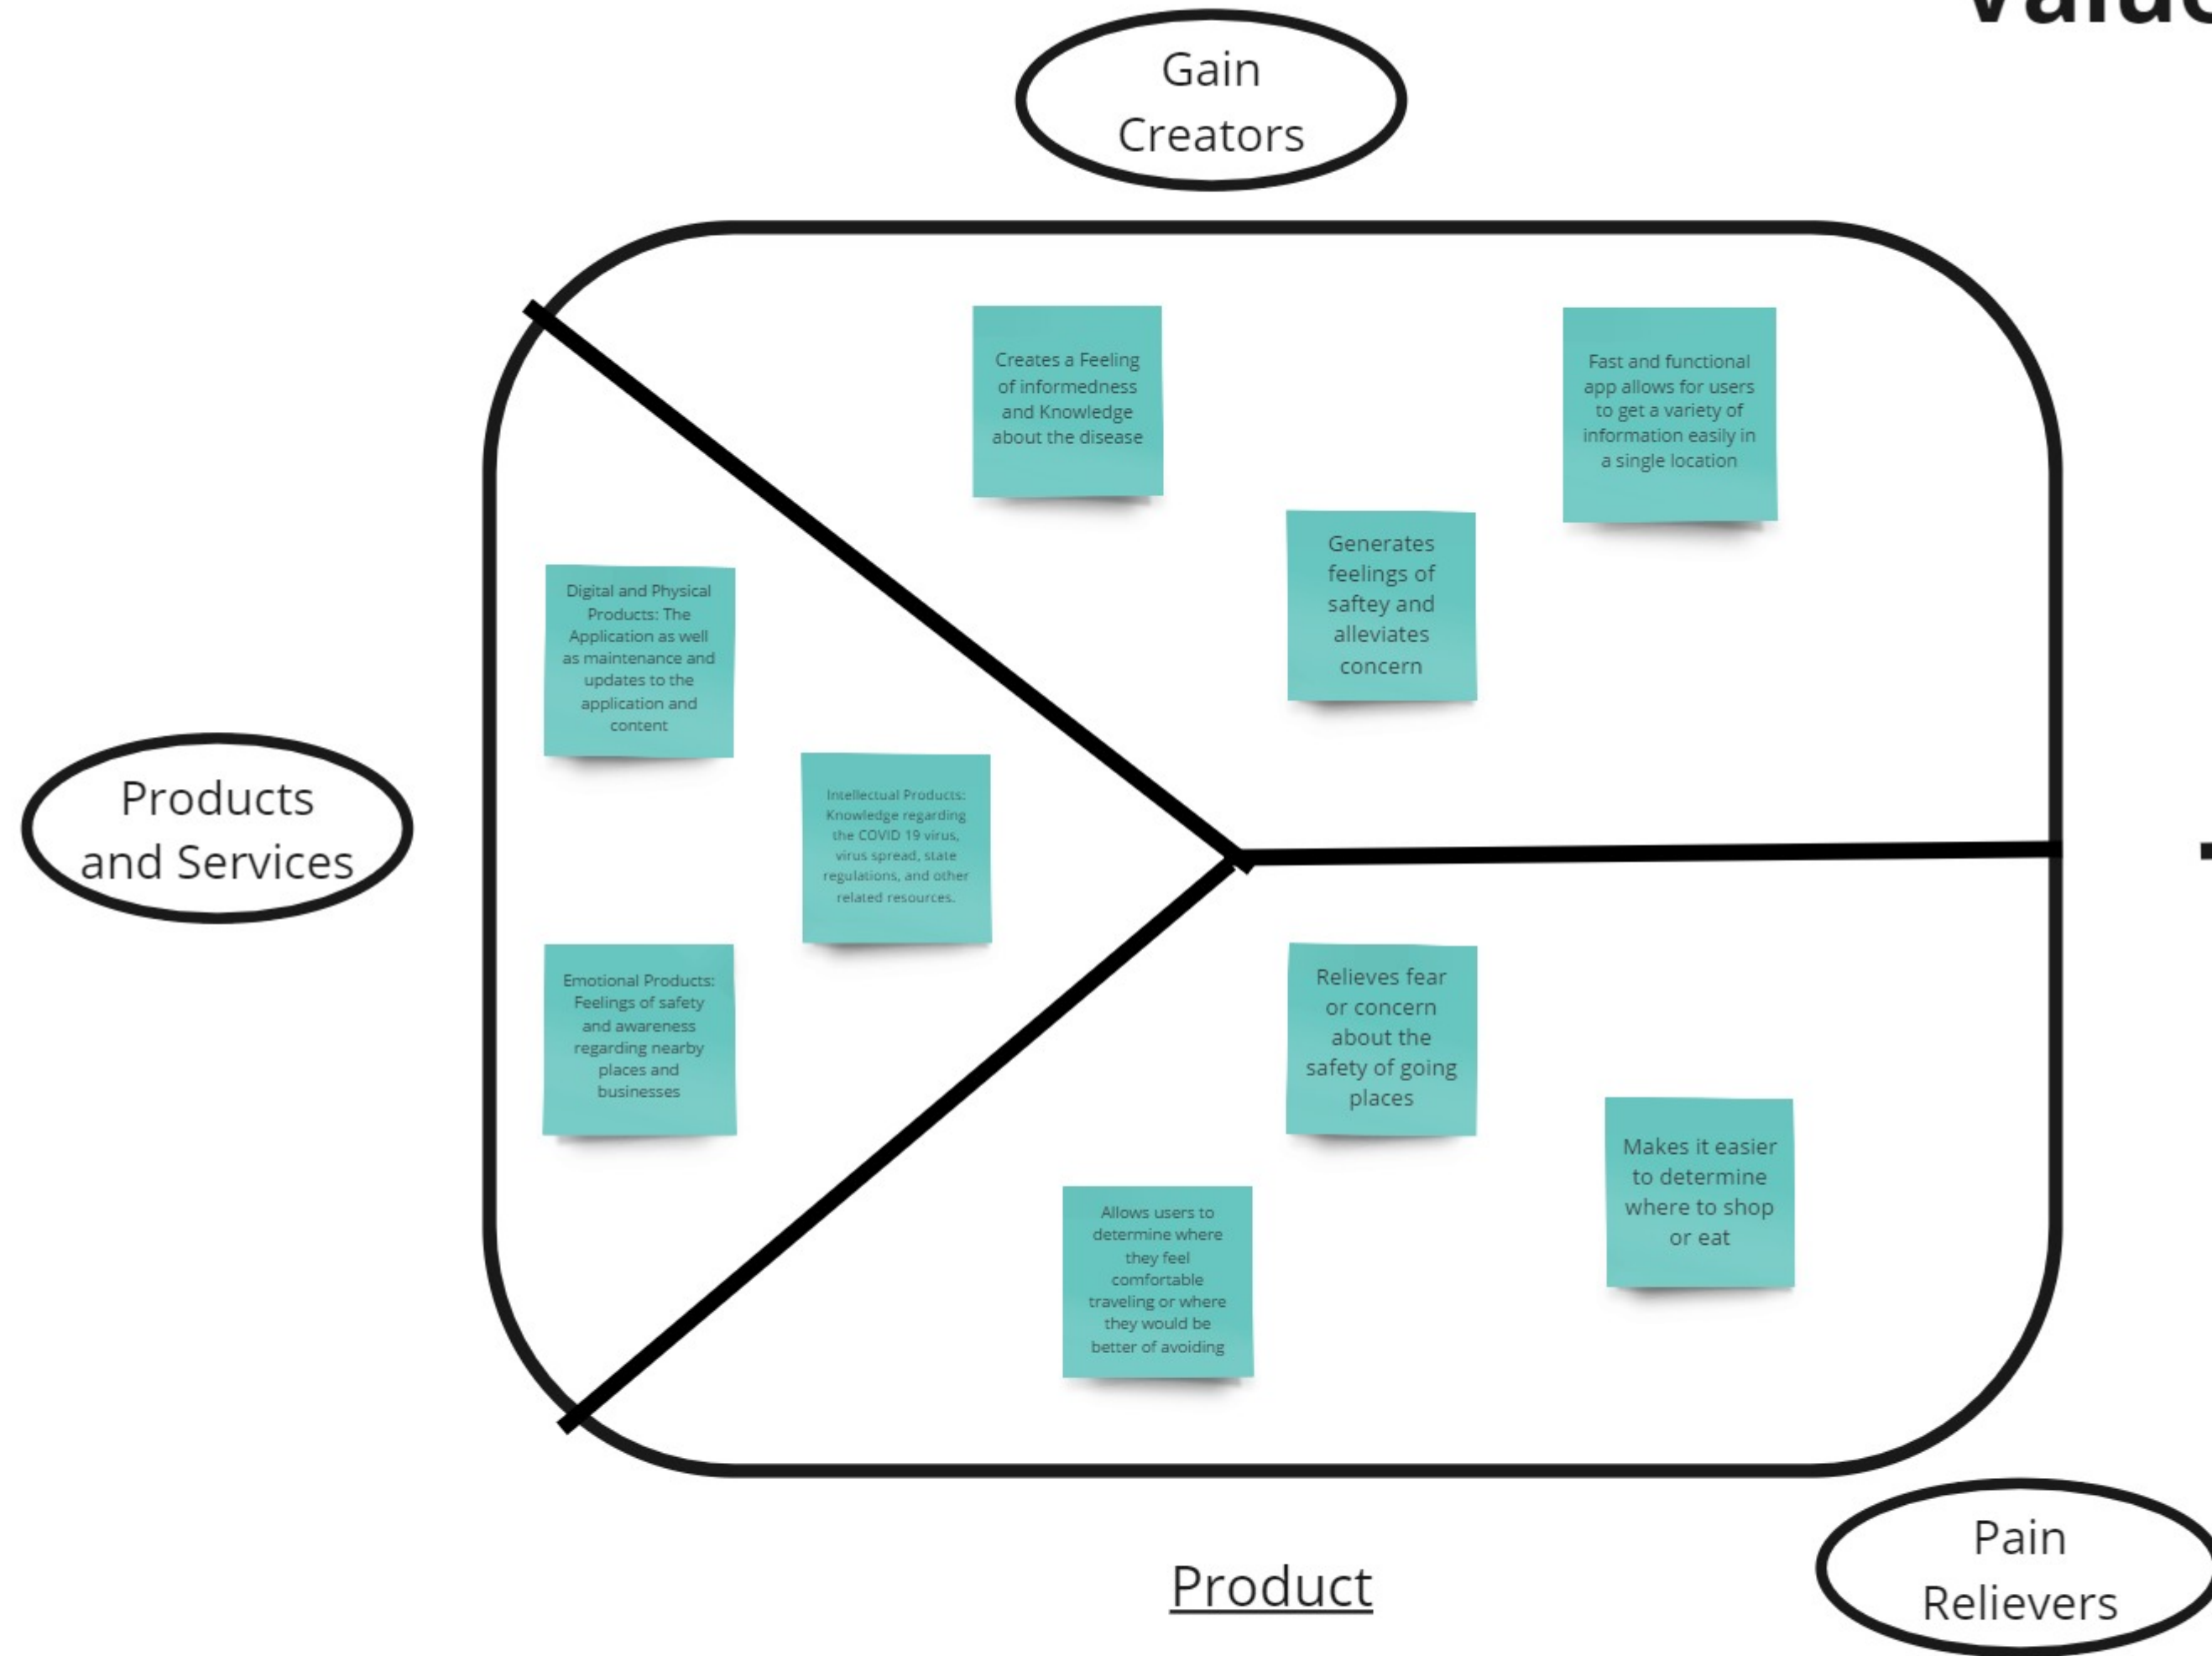 Gain
Creators
Creates a Feeling
of informedness
and Knowledge
about the disease
Fast and functional
app allows for users
to get a variety of
information easily in
a single location
Generates
feelings of
saftey and
alleviates
concern
Digital and Physical
Products: The
Application as well
as maintenance and
updates to the
application and
content
Products
and Services
Intellectual Products:
Knowledge regarding
the COVID 19 virus,
virus spread, state
regulations, and other
related resources.
Emotional Products:
Feelings of safety
and awareness
regarding nearby
places and
businesses
Relieves fear
or concern
about the
safety of going
places
Makes it easier
to determine
where to shop
or eat
Allows users to
determine where
they feel
comfortable
traveling or where
they would be
better of avoiding
Product
Pain
Relievers